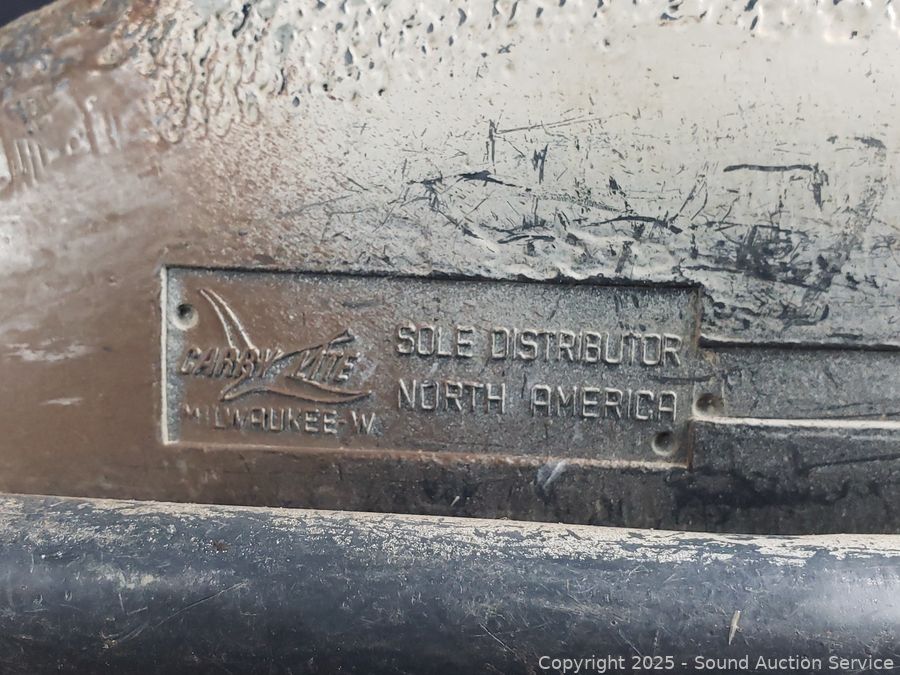 CARRY LITE
MILWAUKEE-W
SOLE DISTRIBUTOR
NORTH AMERICA
Copyright 2025 - Sound Auction Service